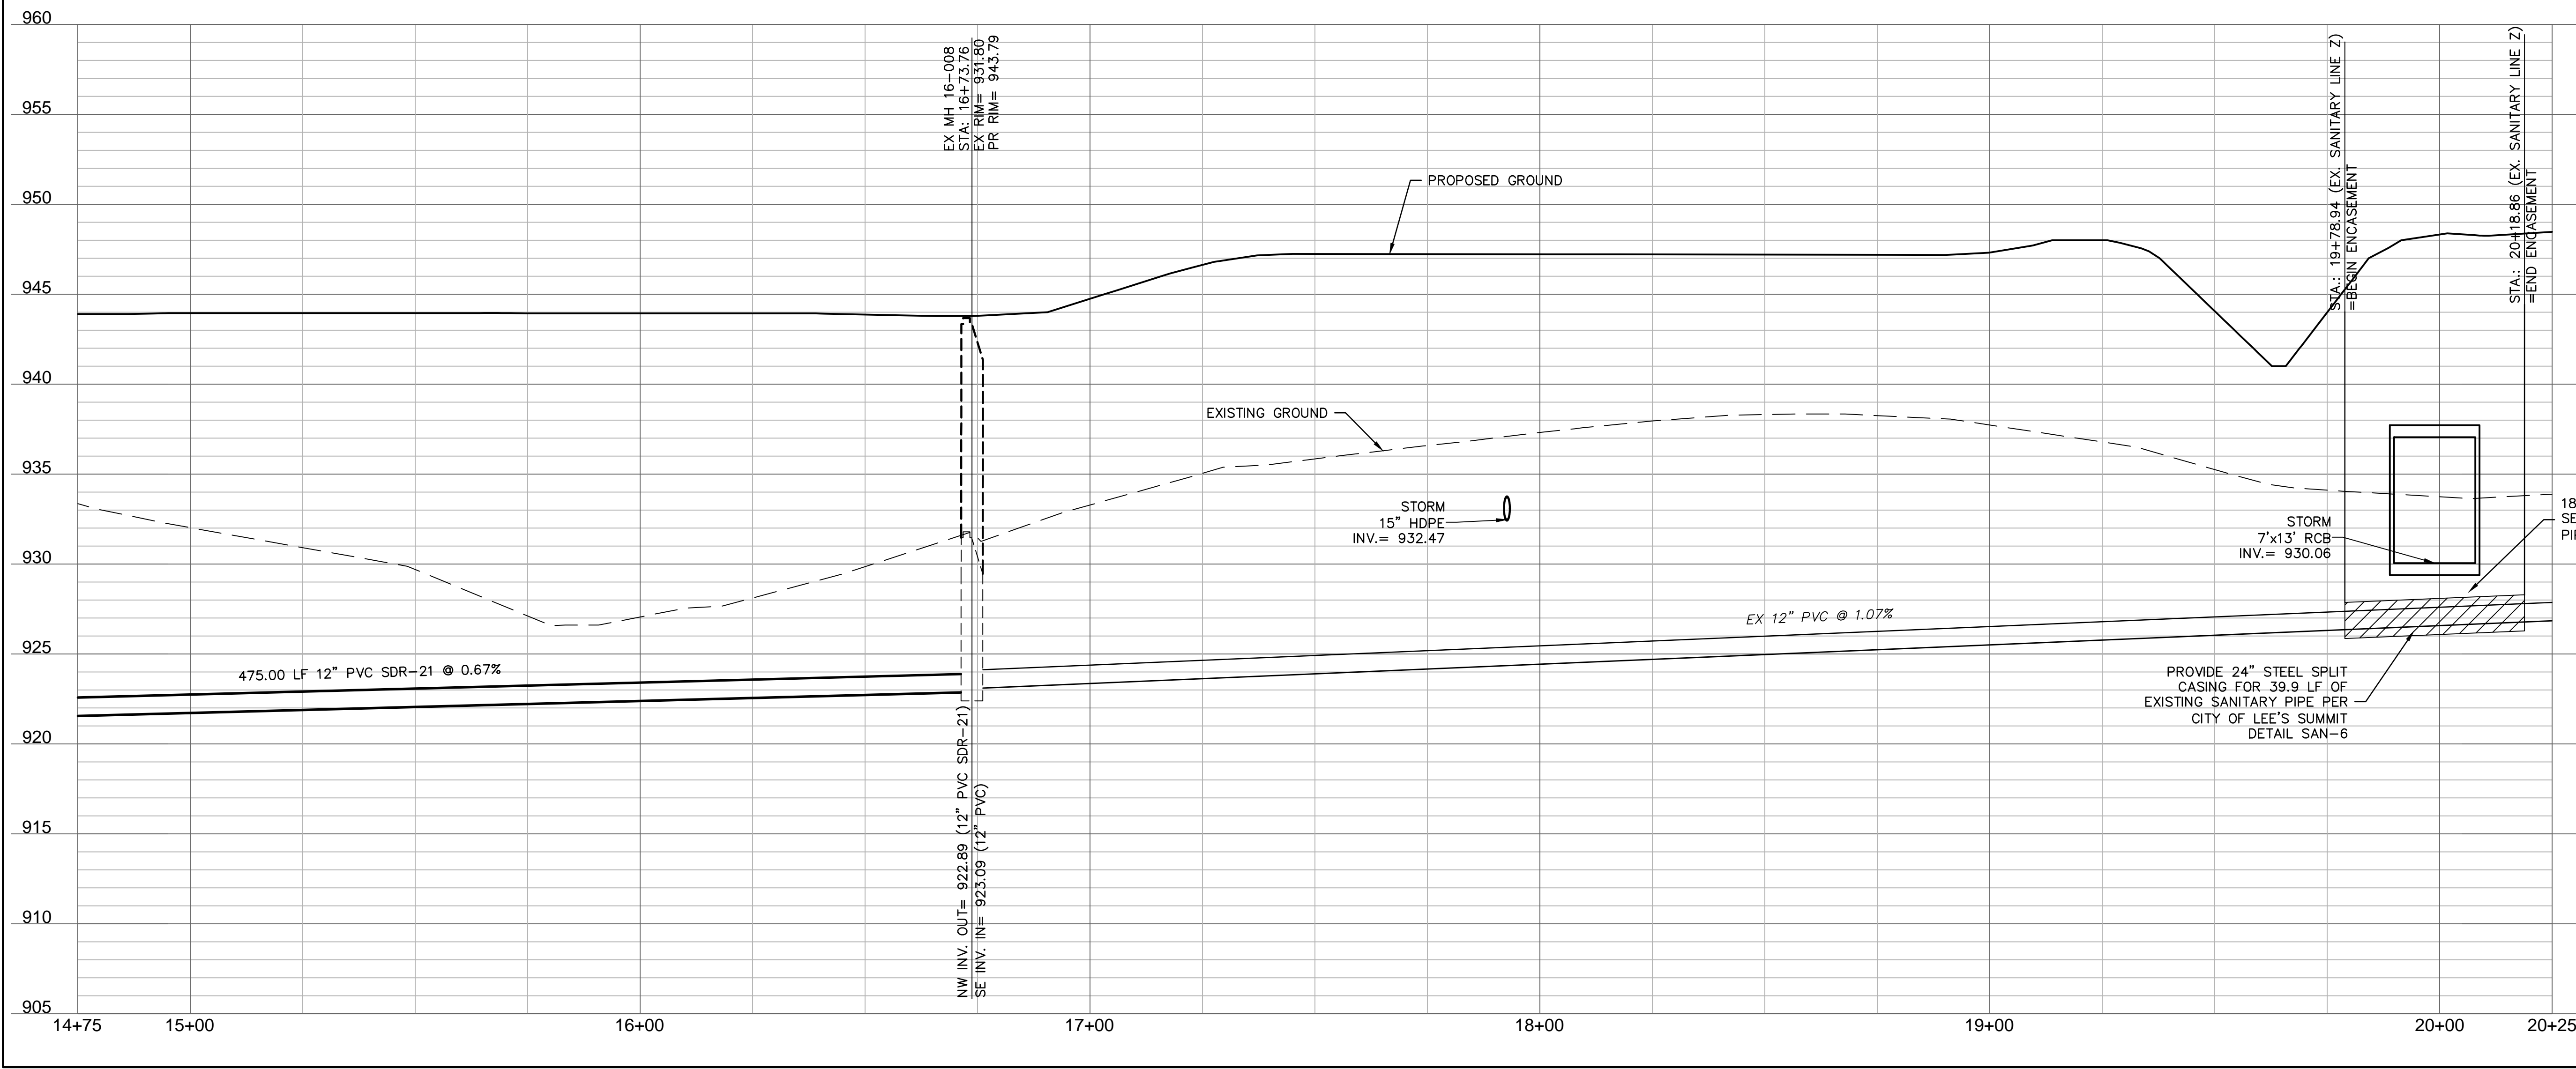 960
955
950
945
940
935
930
925
920
915
910
905
14+75
15+00
16+00
17+00
18+00
19+00
20+00
20+25
EX MH 16-008
STA: 16+73.76
EX RIM= 931.80
PR RIM= 943.79
NW INV. OUT= 922.89 (12" PVC SDR-21)
SE INV. IN= 923.09 (12" PVC)
475.00 LF 12" PVC SDR-21 @ 0.67%
PROPOSED GROUND
EXISTING GROUND
STORM
15" HDPE
INV.= 932.47
EX 12" PVC @ 1.07%
STA.: 19+78.94 (EX. SANITARY LINE Z)
=BEGIN ENCASEMENT
STA.: 20+18.86 (EX. SANITARY LINE Z)
=END ENCASEMENT
STORM
7'x13' RCB
INV.= 930.06
18
SE
PIP
PROVIDE 24" STEEL SPLIT
CASING FOR 39.9 LF OF
EXISTING SANITARY PIPE PER
CITY OF LEE'S SUMMIT
DETAIL SAN-6